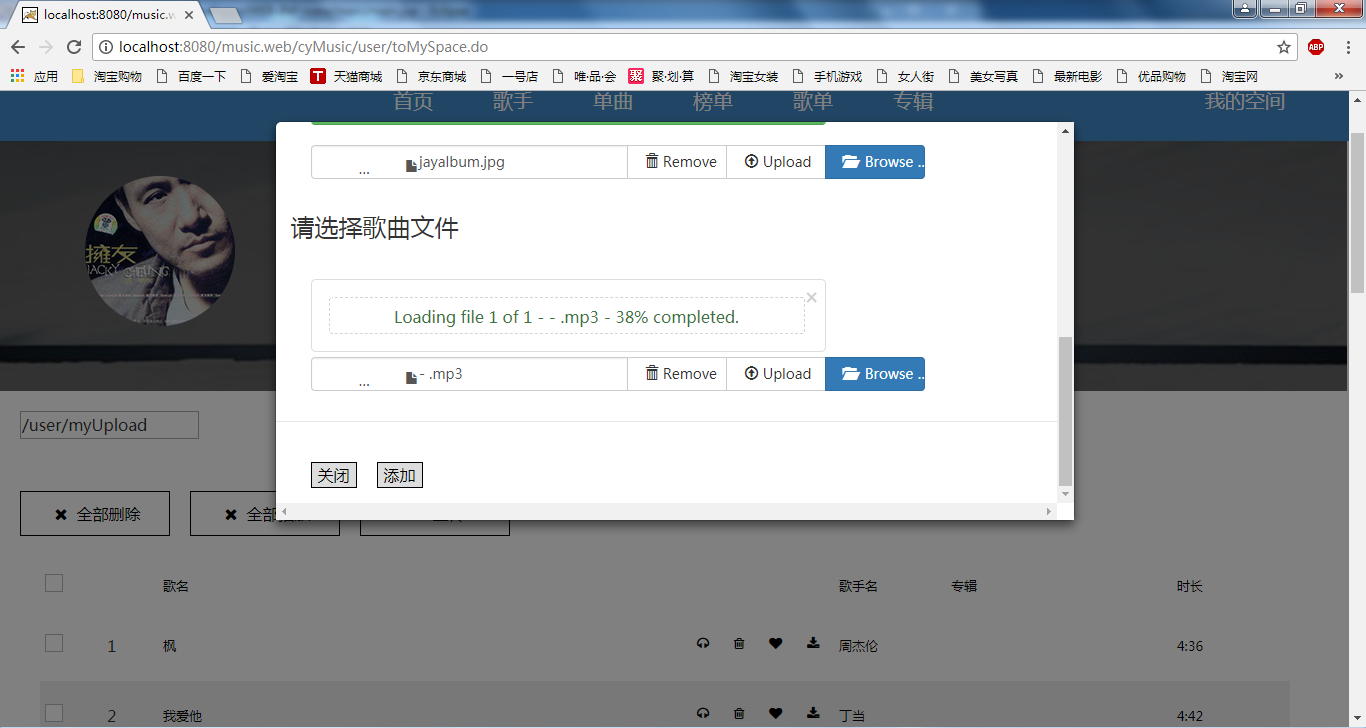 localhost:8080/music.w
localhost:8080/music.web/cyMusic/user/toMySpace.do
ABP
应用 淘宝购物 百度一下 爱淘宝 T 天猫商城 京东商城 一号店 唯·品·会 聚 聚·划·算 淘宝女装 手机游戏 女人街 美女写真 最新电影 优品购物 淘宝网 »
首页 歌手 单曲 榜单 歌单 专辑 我的空间
... jayalbum.jpg Remove Upload Browse ..
请选择歌曲文件
×
Loading file 1 of 1 - - .mp3 - 38% completed.
... - .mp3 Remove Upload Browse ..
擁友
JACKY CHEUNG
/user/myUpload
关闭 添加
全部删除 全部
歌名 歌手名 专辑 时长
1 枫 周杰伦 4:36
2 我爱他 丁当 4:42